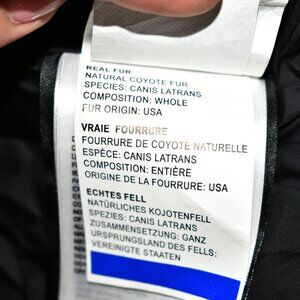 REAL FUR
NATURAL COYOTE FUR
SPECIES: CANIS LATRANS
COMPOSITION: WHOLE
FUR ORIGIN: USA
VRAIE FOURRURE
FOURRURE DE COYOTE NATURELLE
ESPÈCE: CANIS LATRANS
COMPOSITION: ENTIÈRE
ORIGINE DE LA FOURRURE: USA
ECHTES FELL
NATÜRLICHES KOJOTENFELL
SPEZIES: CANIS LATRANS
ZUSAMMENSETZUNG: GANZ
URSPRUNGSLAND DES FELLS:
VEREINIGTE STAATEN